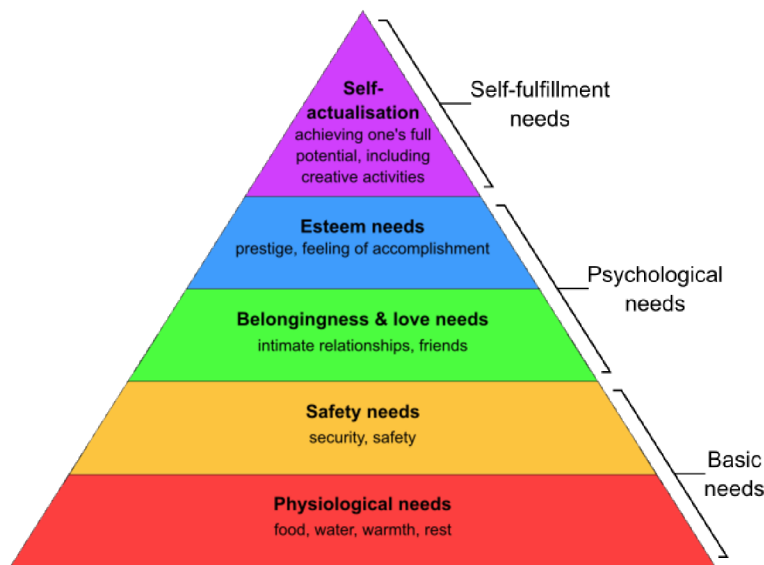 Self-
actualisation
achieving one's full
potential, including
creative activities
Self-fulfillment
needs
Esteem needs
prestige, feeling of accomplishment
Psychological
needs
Belongingness & love needs
intimate relationships, friends
Safety needs
security, safety
Basic
needs
Physiological needs
food, water, warmth, rest